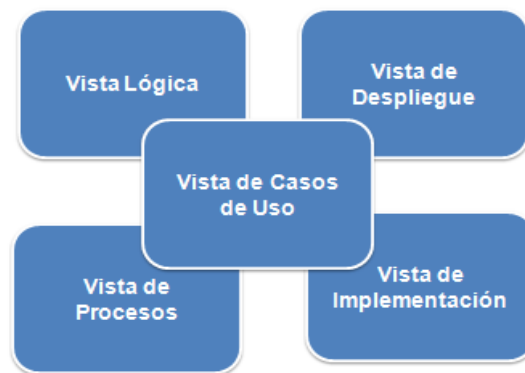 Vista Lógica
Vista de
Despliegue
Vista de Casos
de Uso
Vista de
Procesos
Vista de
Implementación